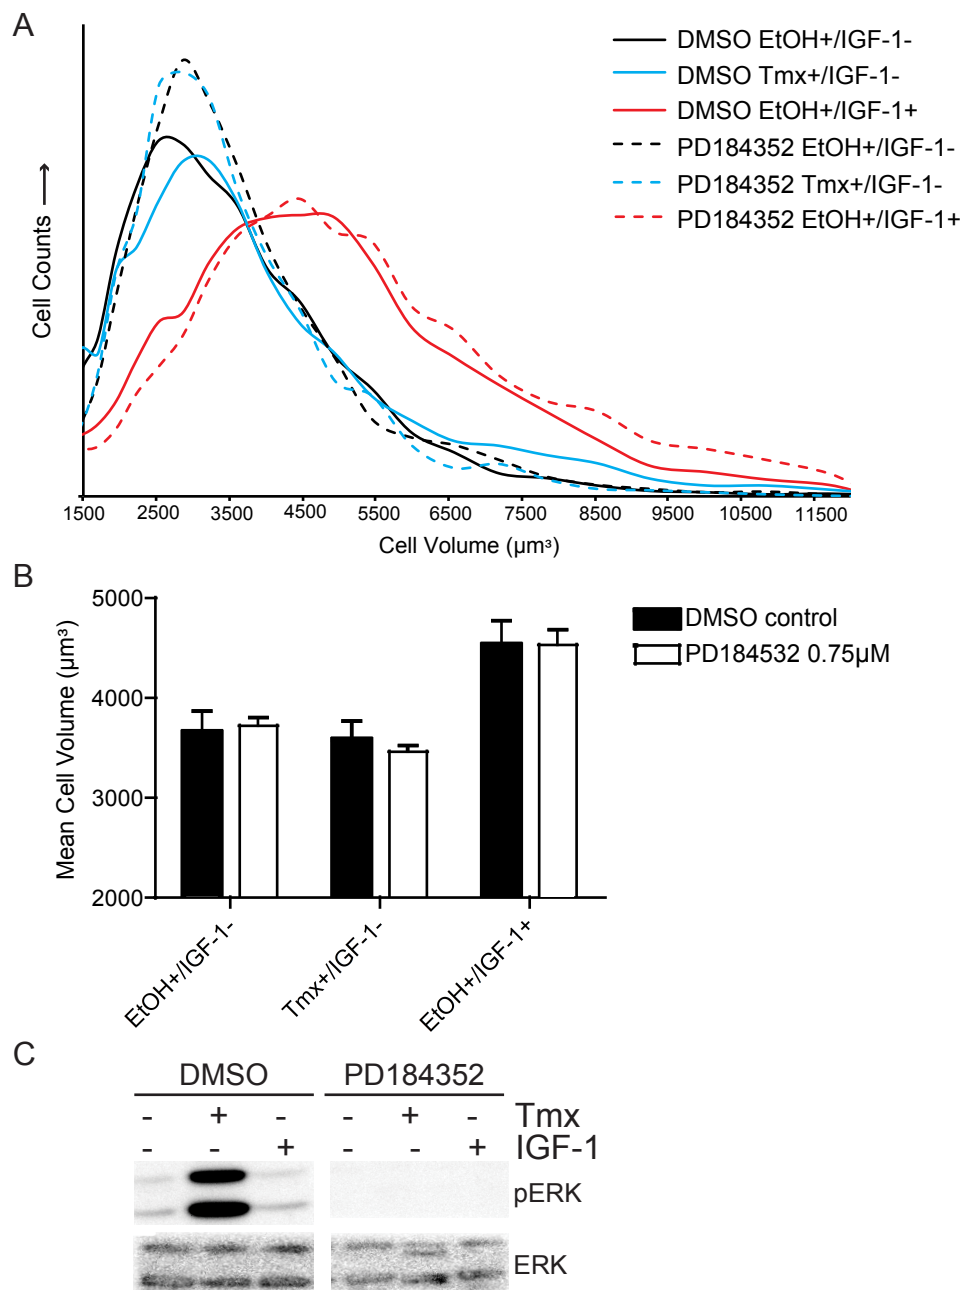 A
DMSO EtOH+/IGF-1-
DMSO Tmx+/IGF-1-
DMSO EtOH+/IGF-1+
PD184352 EtOH+/IGF-1-
PD184352 Tmx+/IGF-1-
PD184352 EtOH+/IGF-1+
Cell Counts
1500 2500 3500 4500 5500 6500 7500 8500 9500 10500 11500
Cell Volume (µm³)
B
Mean Cell Volume (µm³)
5000
4000
3000
2000
DMSO control
PD184532 0.75µM
EtOH+/IGF-1-
Tmx+/IGF-1-
EtOH+/IGF-1+
C
DMSO PD184352
- + - - + - Tmx
- - + - - + IGF-1
pERK
ERK